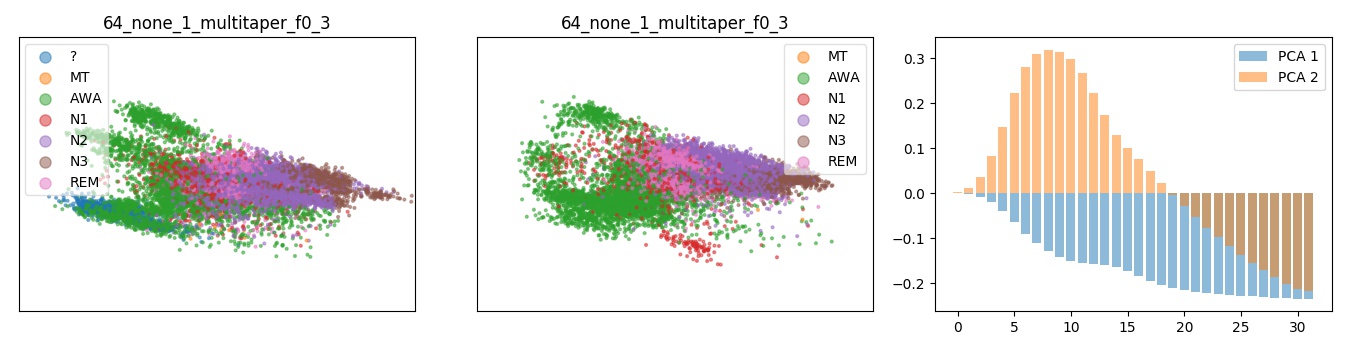 64_none_1_multitaper_f0_3
?
MT
AWA
N1
N2
N3
REM
64_none_1_multitaper_f0_3
MT
AWA
N1
N2
N3
REM
0.3
0.2
0.1
0.0
−0.1
−0.2
0
5
10
15
20
25
30
PCA 1
PCA 2